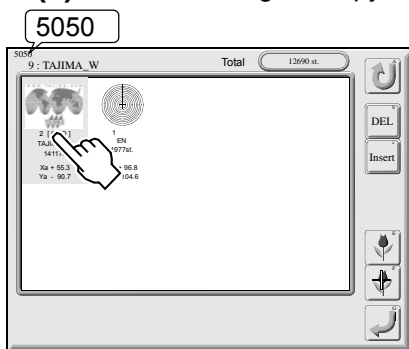 5050
5050
9 : TAJIMA_W
Total
12690 st.
A
B
DEL
C
Insert
2 [
TAJI
1411
Xa + 55.3
Ya - 90.7
1
EN
977st.
+ 96.8
104.6
E
F
G